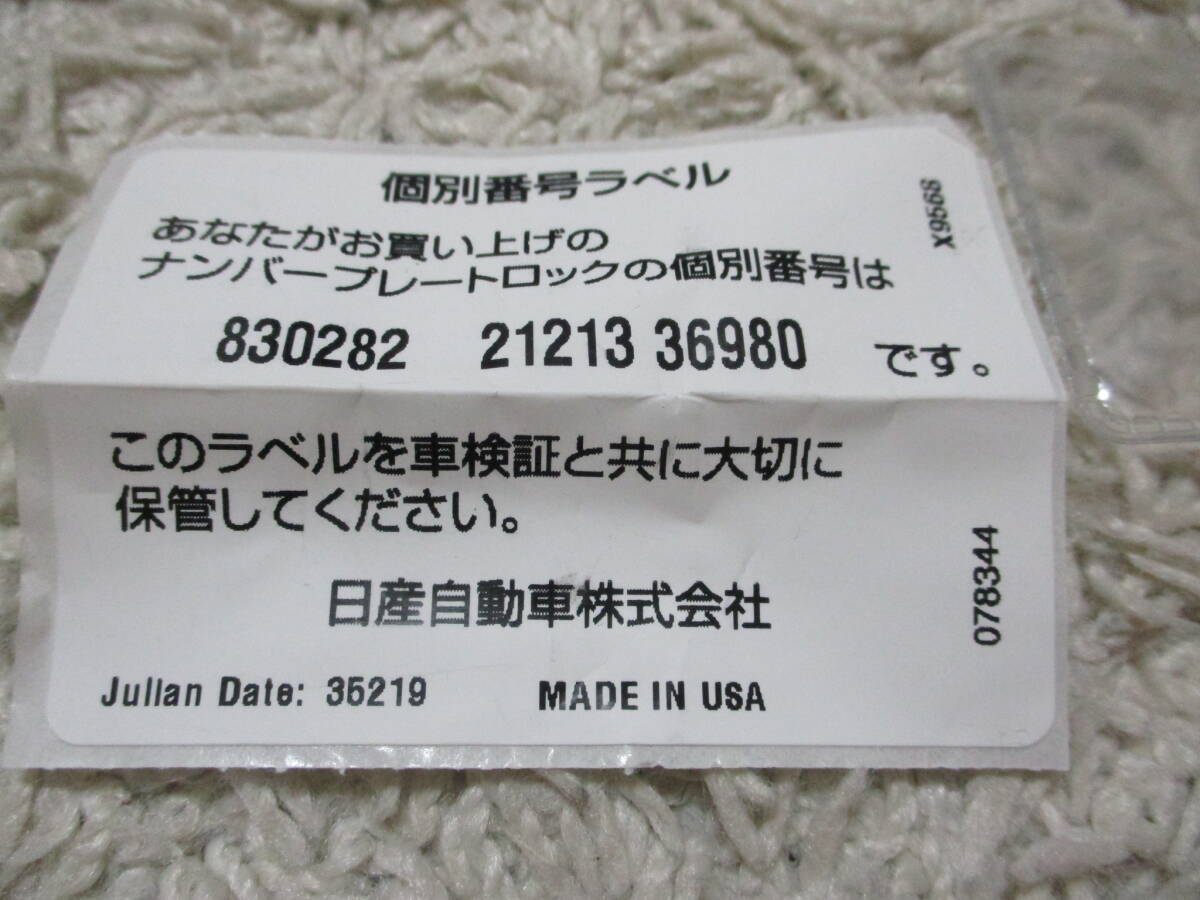 個別番号ラベル
X9568
あなたがお買い上げの
ナンバープレートロックの個別番号は
830282 21213 36980 です。
このラベルを車検証と共に大切に
保管してください。
日産自動車株式会社
078344
Julian Date: 35219 MADE IN USA